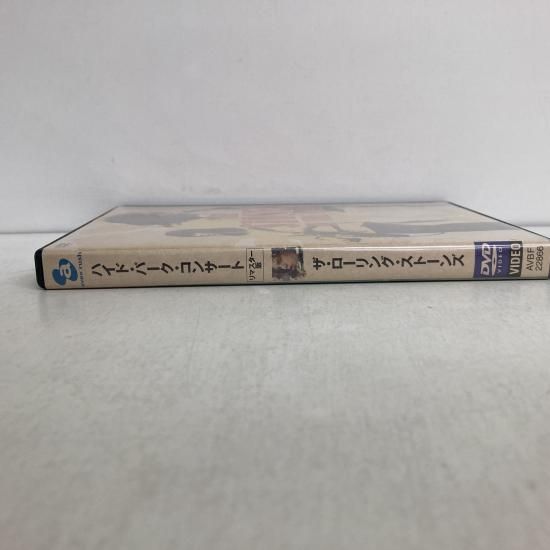 a
ハイド・パーク・コンサート
リマスター版
ザ・ローリング・ストーンズ
DVD
VIDEO
VIDEO
AVBF
22866